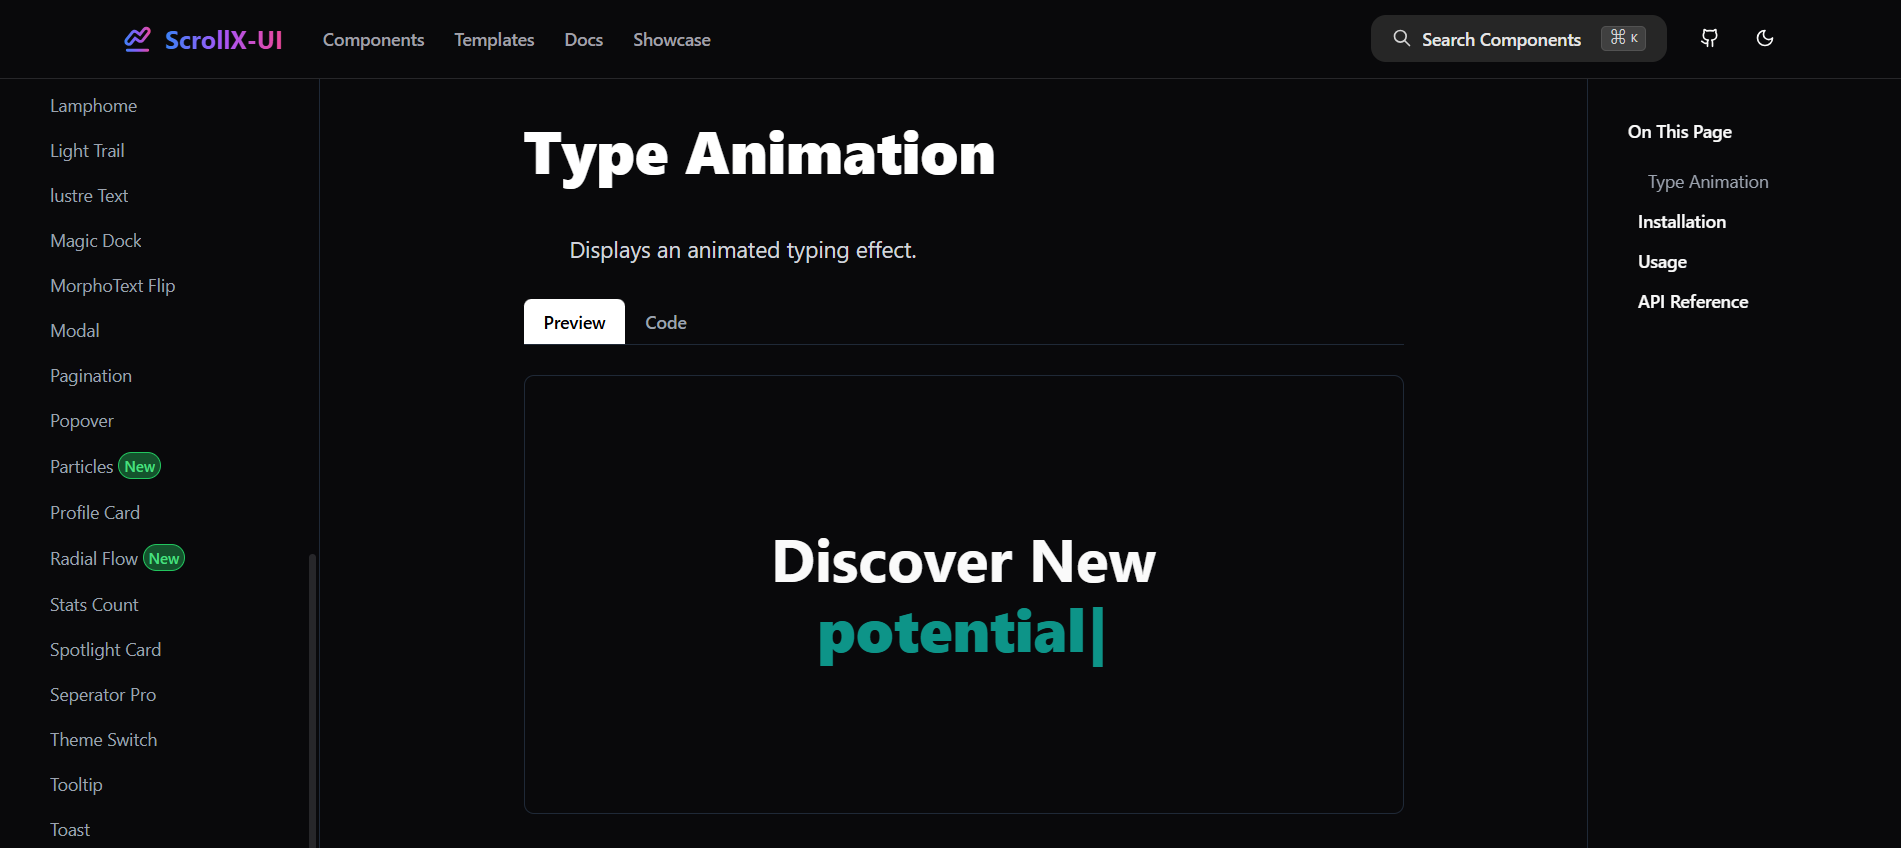 ScrollX-UI
Components
Templates
Docs
Showcase
Search Components
⌘ K
Lamphome
Light Trail
lustre Text
Magic Dock
MorphoText Flip
Modal
Pagination
Popover
Particles New
Profile Card
Radial Flow New
Stats Count
Spotlight Card
Seperator Pro
Theme Switch
Tooltip
Toast
Type Animation
Displays an animated typing effect.
Preview
Code
Discover New
potential|
On This Page
Type Animation
Installation
Usage
API Reference